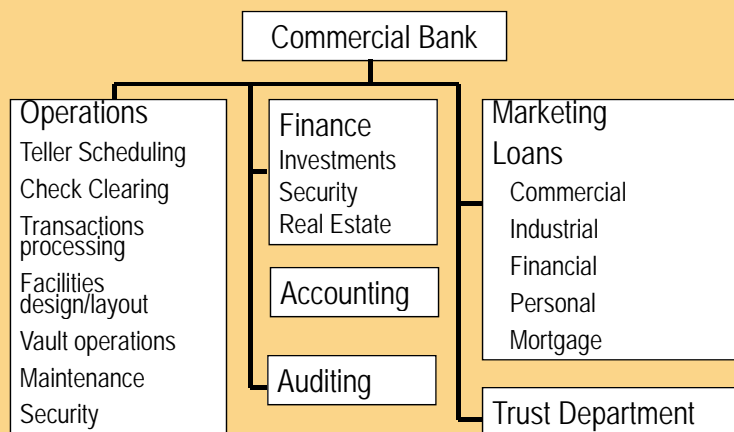 Commercial Bank
Operations
Teller Scheduling
Check Clearing
Transactions
processing
Facilities
design/layout
Vault operations
Maintenance
Security
Finance
Investments
Security
Real Estate
Accounting
Auditing
Marketing
Loans
Commercial
Industrial
Financial
Personal
Mortgage
Trust Department